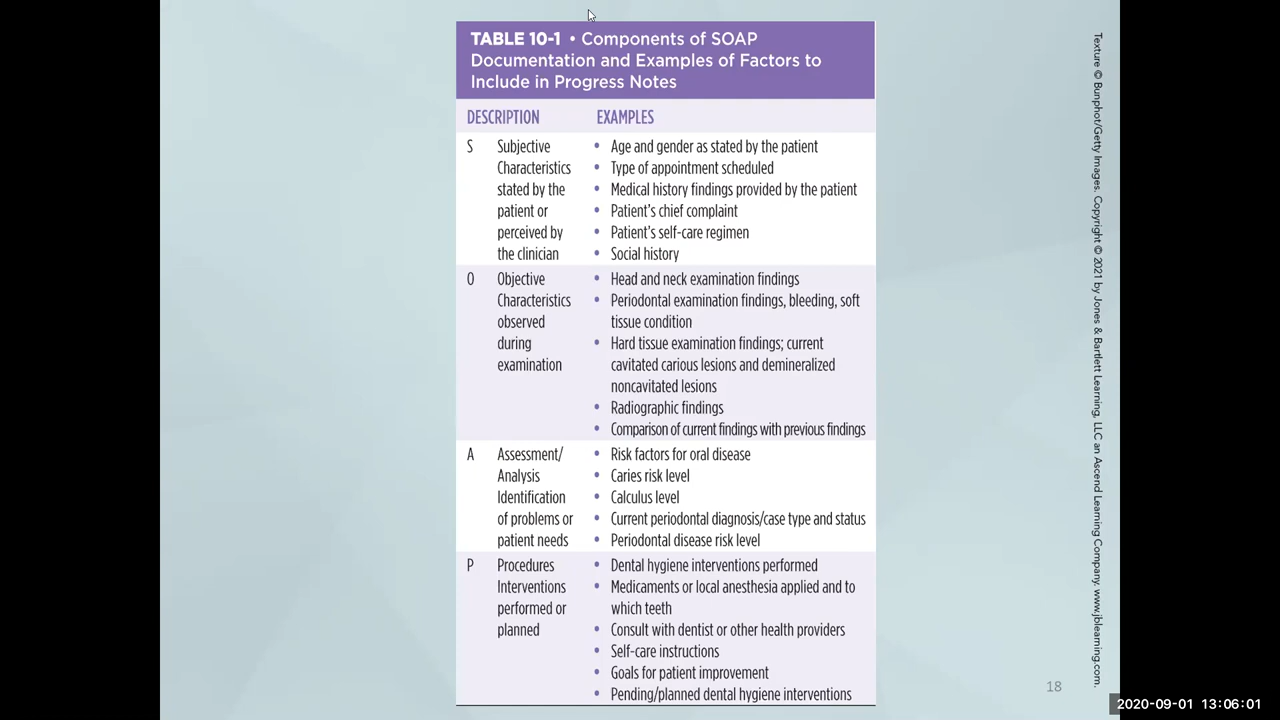 TABLE 10-1 • Components of SOAP
Documentation and Examples of Factors to
Include in Progress Notes
DESCRIPTION EXAMPLES
S Subjective
Characteristics
stated by the
patient or
perceived by
the clinician
• Age and gender as stated by the patient
• Type of appointment scheduled
• Medical history findings provided by the patient
• Patient's chief complaint
• Patient's self-care regimen
• Social history
O Objective
Characteristics
observed
during
examination
• Head and neck examination findings
• Periodontal examination findings, bleeding, soft
tissue condition
• Hard tissue examination findings; current
cavitated carious lesions and demineralized
noncavitated lesions
• Radiographic findings
• Comparison of current findings with previous findings
A Assessment/
Analysis
Identification
of problems or
patient needs
• Risk factors for oral disease
• Caries risk level
• Calculus level
• Current periodontal diagnosis/case type and status
• Periodontal disease risk level
P Procedures
Interventions
performed or
planned
• Dental hygiene interventions performed
• Medicaments or local anesthesia applied and to
which teeth
• Consult with dentist or other health providers
• Self-care instructions
• Goals for patient improvement
• Pending/planned dental hygiene interventions
Texture © Bunphot/Getty Images. Copyright © 2021 by Jones & Bartlett Learning, LLC an Ascend Learning Company. www.jblearning.com.
18
2020-09-01 13:06:01